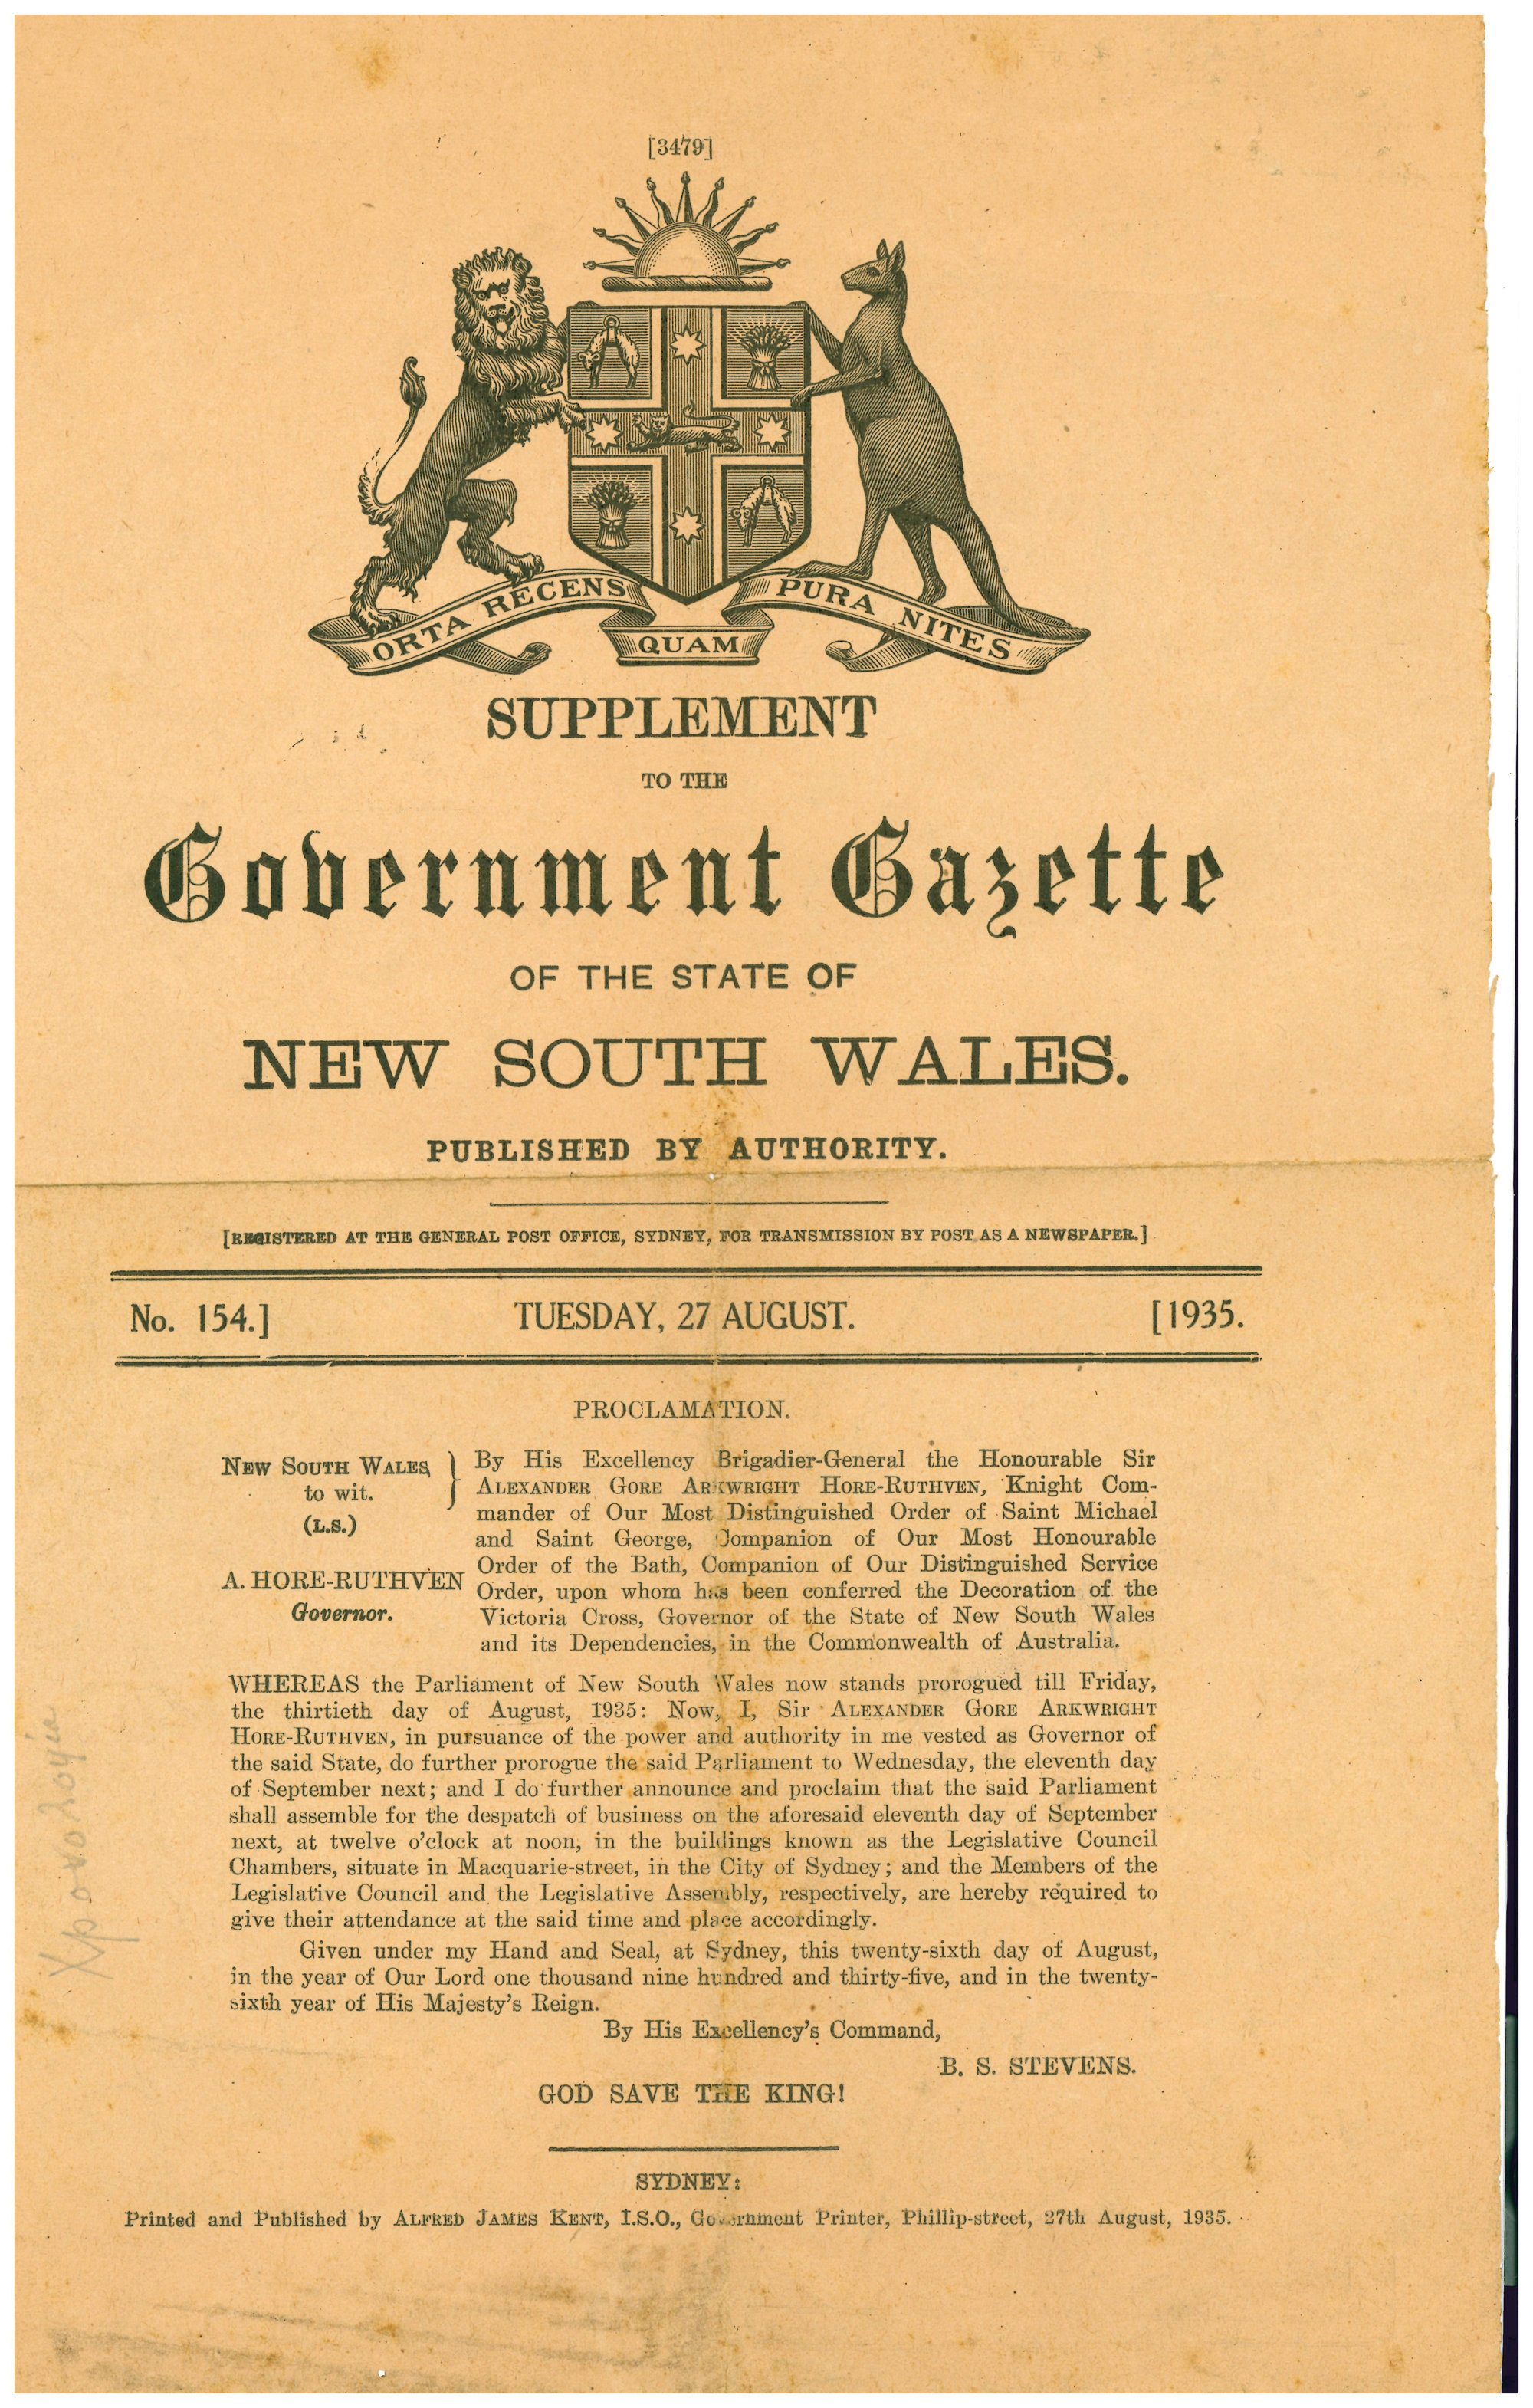 [3479]
ORTA RECENS QUAM PURA NITES
SUPPLEMENT
TO THE
Government Gazette
OF THE STATE OF
NEW SOUTH WALES.
PUBLISHED BY AUTHORITY.
[REGISTERED AT THE GENERAL POST OFFICE, SYDNEY, FOR TRANSMISSION BY POST AS A NEWSPAPER.]
No. 154.] TUESDAY, 27 AUGUST. [1935.
PROCLAMATION.
NEW SOUTH WALES,
to wit.
(L.S.)
A. HORE-RUTHVEN
Governor.
By His Excellency Brigadier-General the Honourable Sir
ALEXANDER GORE ARKWRIGHT HORE-RUTHVEN, Knight Com-
mander of Our Most Distinguished Order of Saint Michael
and Saint George, Companion of Our Most Honourable
Order of the Bath, Companion of Our Distinguished Service
Order, upon whom has been conferred the Decoration of the
Victoria Cross, Governor of the State of New South Wales
and its Dependencies, in the Commonwealth of Australia.
WHEREAS the Parliament of New South Wales now stands prorogued till Friday,
the thirtieth day of August, 1935: Now, I, Sir ALEXANDER GORE ARKWRIGHT
HORE-RUTHVEN, in pursuance of the power and authority in me vested as Governor of
the said State, do further prorogue the said Parliament to Wednesday, the eleventh day
of September next; and I do further announce and proclaim that the said Parliament
shall assemble for the despatch of business on the aforesaid eleventh day of September
next, at twelve o'clock at noon, in the buildings known as the Legislative Council
Chambers, situate in Macquarie-street, in the City of Sydney; and the Members of the
Legislative Council and the Legislative Assembly, respectively, are hereby required to
give their attendance at the said time and place accordingly.
Given under my Hand and Seal, at Sydney, this twenty-sixth day of August,
in the year of Our Lord one thousand nine hundred and thirty-five, and in the twenty-
sixth year of His Majesty's Reign.
By His Excellency's Command,
B. S. STEVENS.
GOD SAVE THE KING!
SYDNEY:
Printed and Published by ALFRED JAMES KENT, I.S.O., Government Printer, Phillip-street, 27th August, 1935.